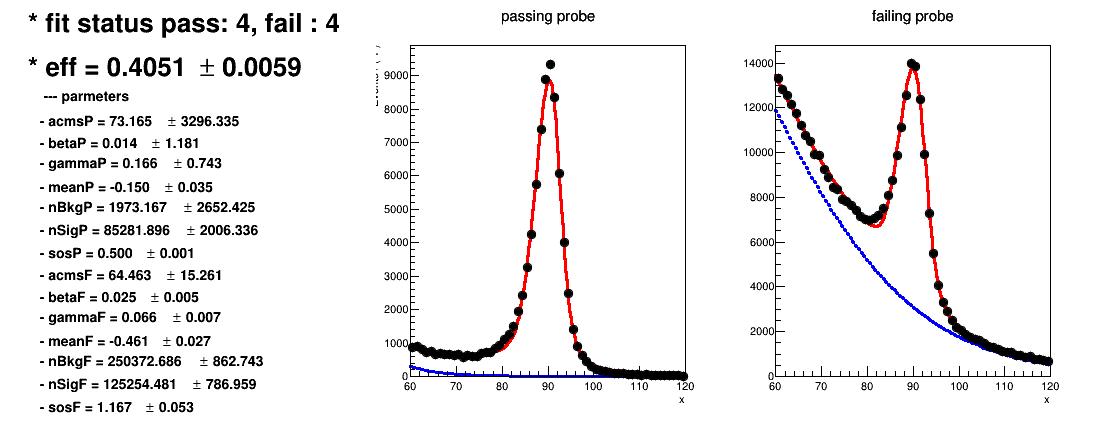 * fit status pass: 4, fail : 4
* eff = 0.4051 ± 0.0059
--- parmeters
- acmsP = 73.165 ± 3296.335
- betaP = 0.014 ± 1.181
- gammaP = 0.166 ± 0.743
- meanP = -0.150 ± 0.035
- nBkgP = 1973.167 ± 2652.425
- nSigP = 85281.896 ± 2006.336
- sosP = 0.500 ± 0.001
- acmsF = 64.463 ± 15.261
- betaF = 0.025 ± 0.005
- gammaF = 0.066 ± 0.007
- meanF = -0.461 ± 0.027
- nBkgF = 250372.686 ± 862.743
- nSigF = 125254.481 ± 786.959
- sosF = 1.167 ± 0.053
passing probe
9000
8000
7000
6000
5000
4000
3000
2000
1000
0
60 70 80 90 100 110 120
x
failing probe
14000
12000
10000
8000
6000
4000
2000
0
60 70 80 90 100 110 120
x